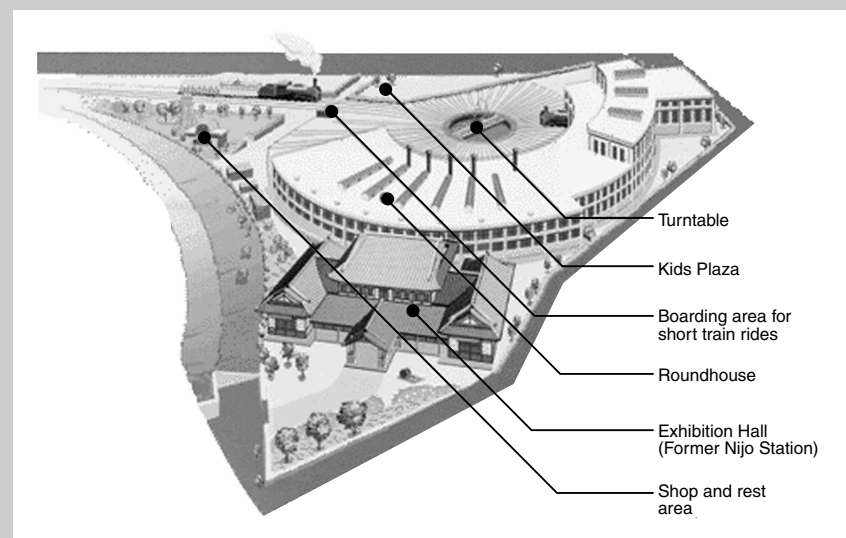 Turntable
Kids Plaza
Boarding area for
short train rides
Roundhouse
Exhibition Hall
(Former Nijo Station)
Shop and rest
area